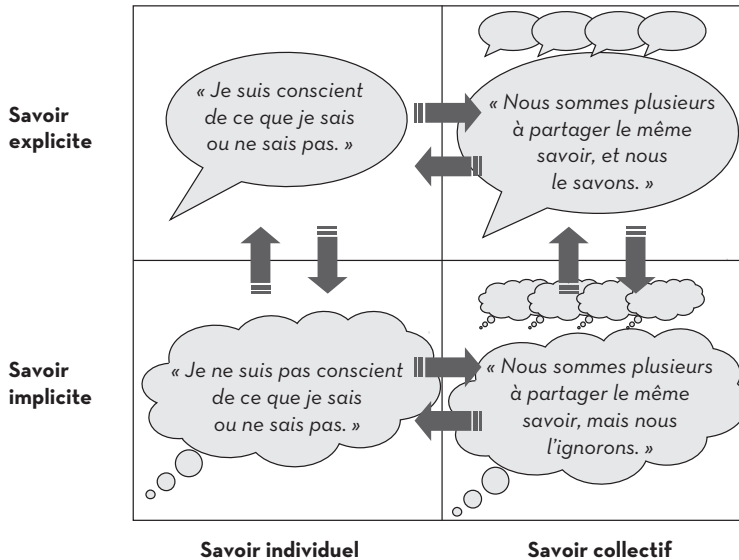 Savoir
explicite
« Je suis conscient
de ce que je sais
ou ne sais pas. »
« Nous sommes plusieurs
à partager le même
savoir, et nous
le savons. »
Savoir
implicite
« Je ne suis pas conscient
de ce que je sais
ou ne sais pas. »
« Nous sommes plusieurs
à partager le même
savoir, mais nous
l'ignorons. »
Savoir individuel
Savoir collectif